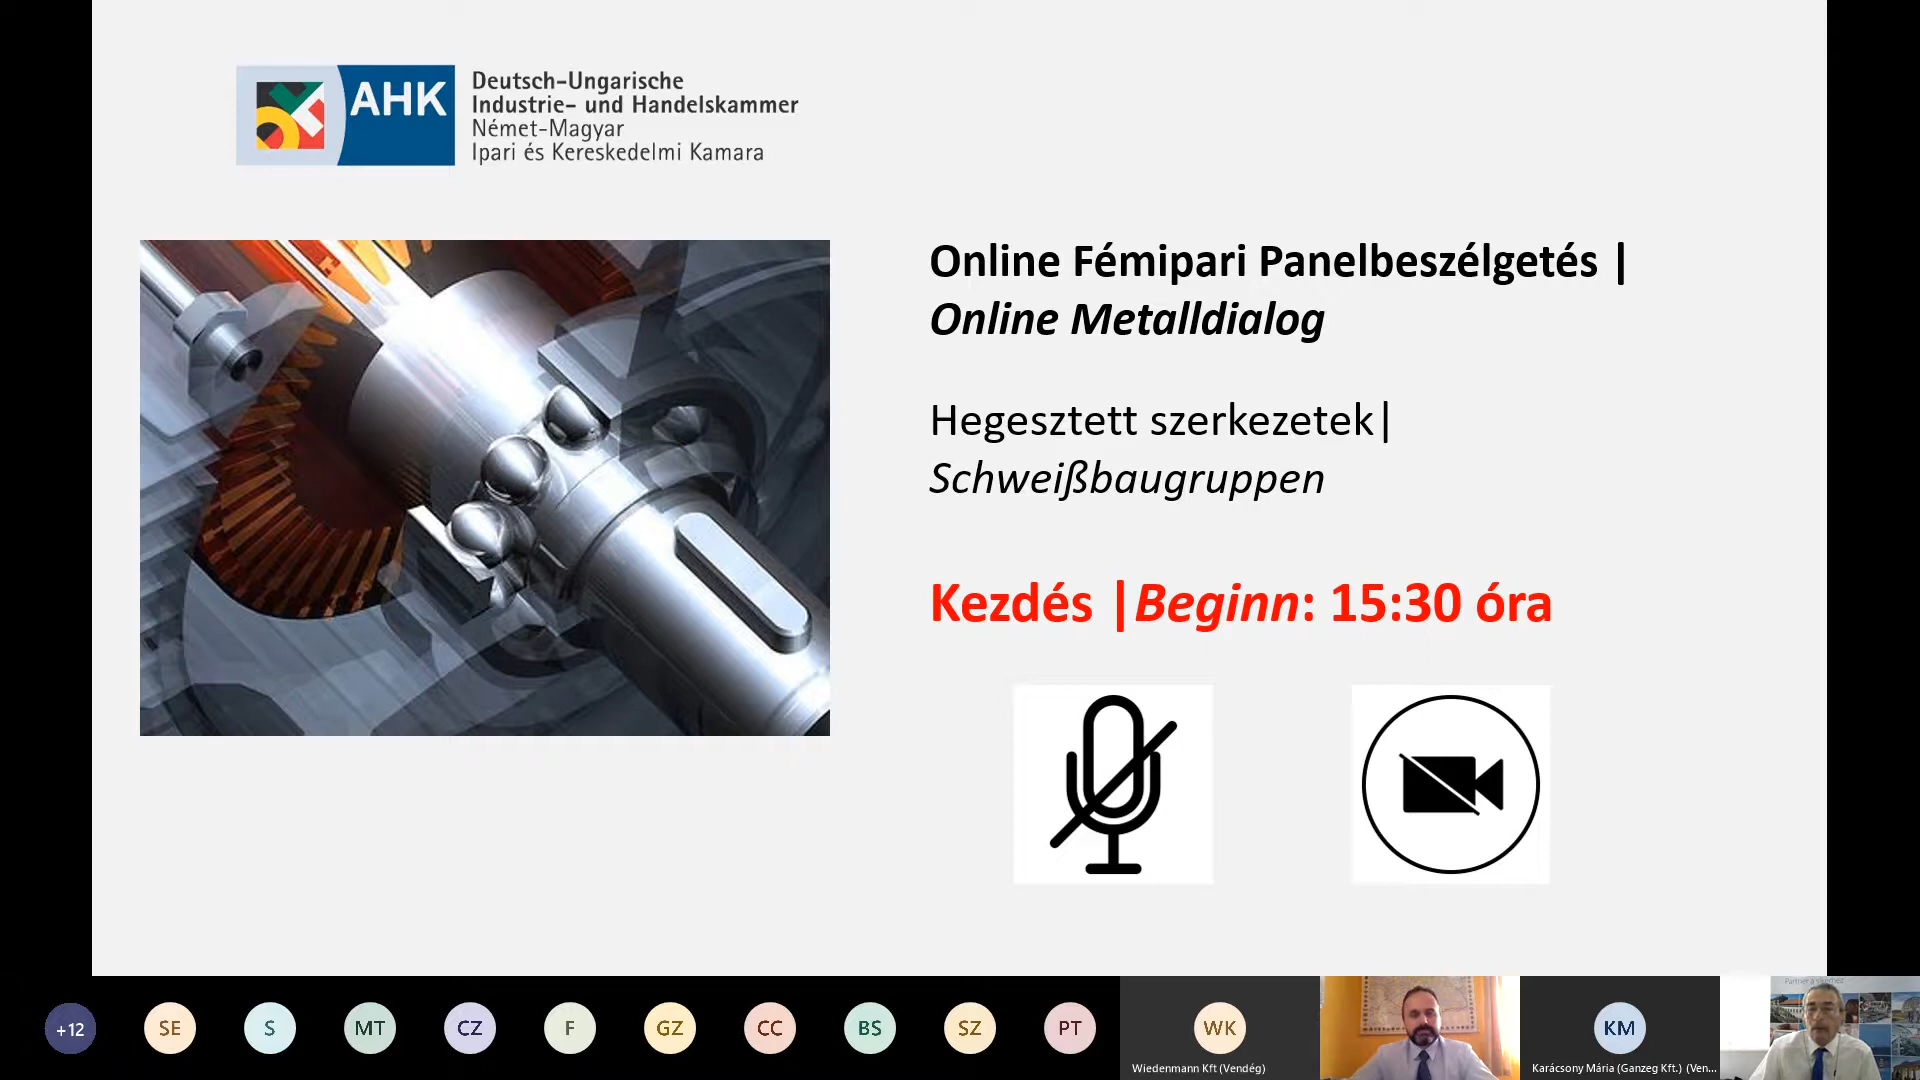 AHK
Deutsch-Ungarische
Industrie- und Handelskammer
Német-Magyar
Ipari és Kereskedelmi Kamara
Online Fémipari Panelbeszélgetés |
Online Metalldialog
Hegesztett szerkezetek|
Schweißbaugruppen
Kezdés |Beginn: 15:30 óra
+12
SE
S
MT
CZ
F
GZ
CC
BS
SZ
PT
WK
Wiedenmann Kft (Vendég)
KM
Karácsony Mária (Ganzeg Kft.) (Ven...